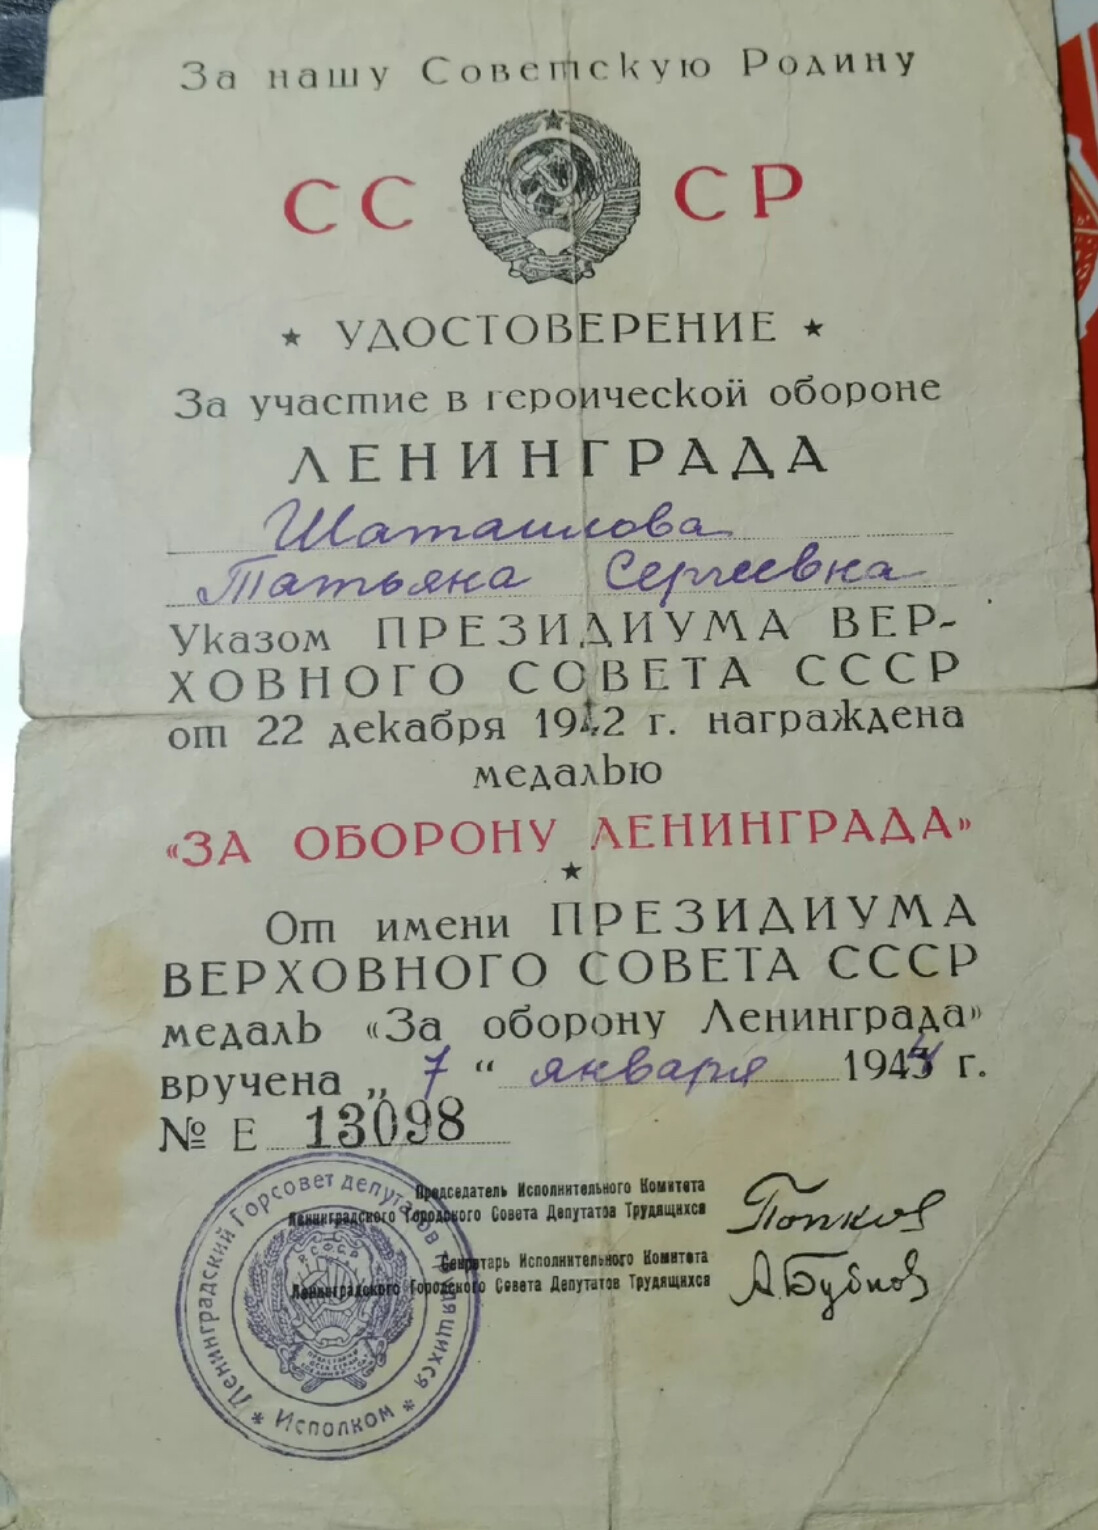 За нашу Советскую Родину
СС СР
★ УДОСТОВЕРЕНИЕ ★
За участие в героической обороне
ЛЕНИНГРАДА
Шаташлова
Татьяна Сергеевна
Указом ПРЕЗИДИУМА ВЕР-
ХОВНОГО СОВЕТА СССР
от 22 декабря 1942 г. награждена
медалью
«ЗА ОБОРОНУ ЛЕНИНГРАДА»
★
От имени ПРЕЗИДИУМА
ВЕРХОВНОГО СОВЕТА СССР
медаль «За оборону Ленинграда»
вручена „ 7 “ января 1944 г.
№ Е 13098
Председатель Исполнительного Комитета
Ленинградского Городского Совета Депутатов Трудящихся
Попков
Секретарь Исполнительного Комитета
Ленинградского Городского Совета Депутатов Трудящихся
А Бубнов
Ленинградский Горсовет депутатов трудящихся
* Исполком *
РСФСР